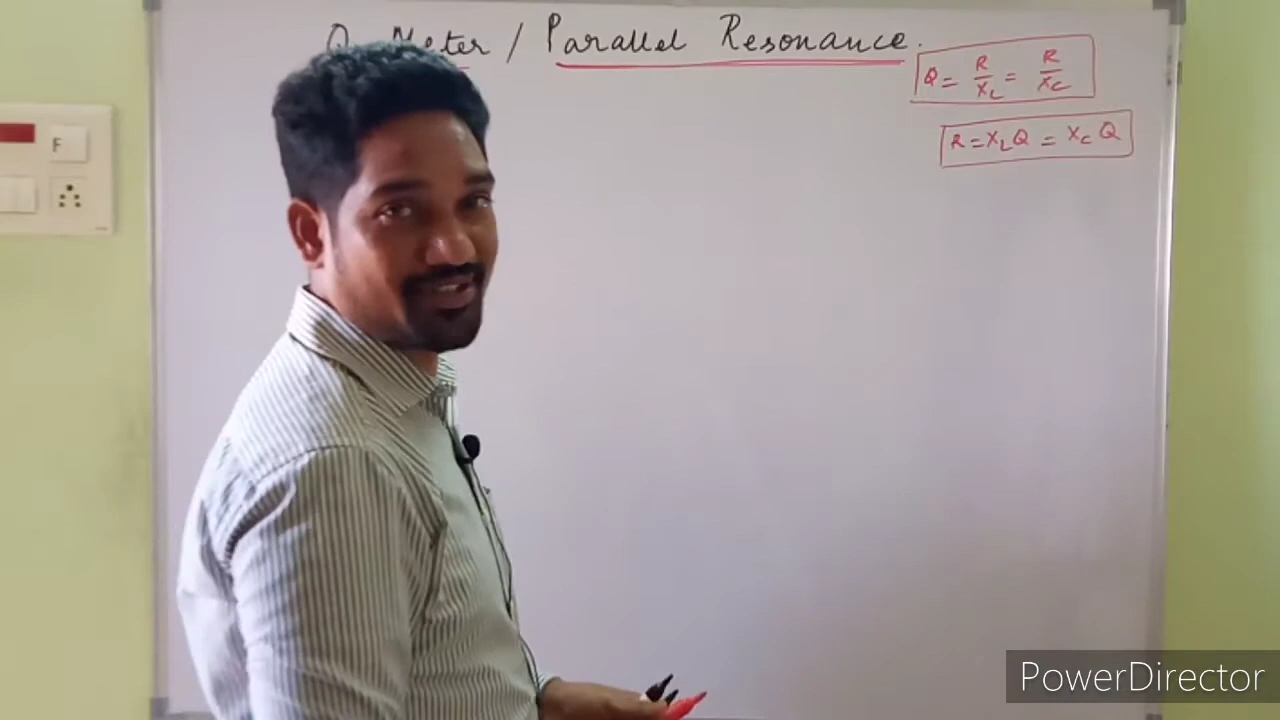 Q Meter / Parallel Resonance.
Q = R/X_L = R/X_C
R = X_L Q = X_C Q
F
PowerDirector